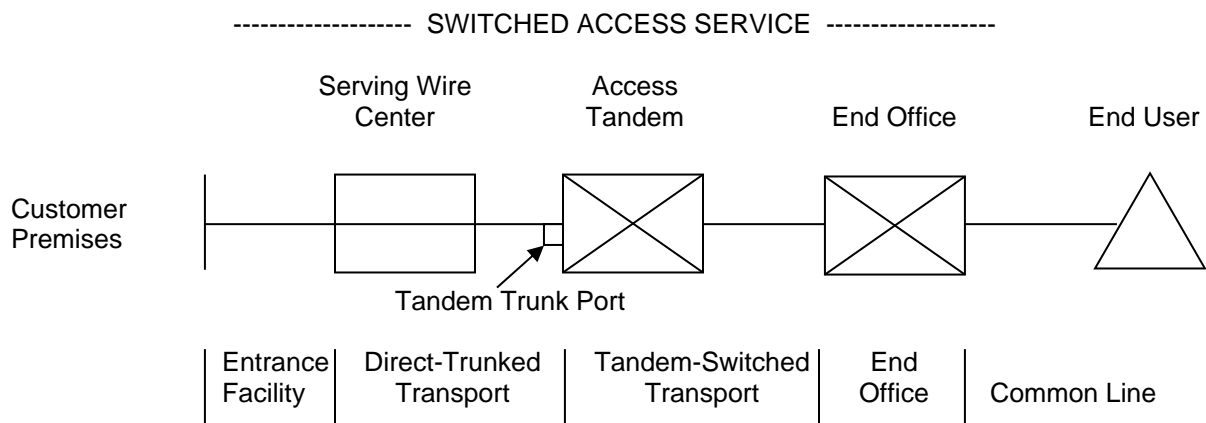 ------------------- SWITCHED ACCESS SERVICE ------------------
Serving Wire
Center
Access
Tandem
End Office
End User
Customer
Premises
Tandem Trunk Port
Entrance
Facility
Direct-Trunked
Transport
Tandem-Switched
Transport
End
Office
Common Line